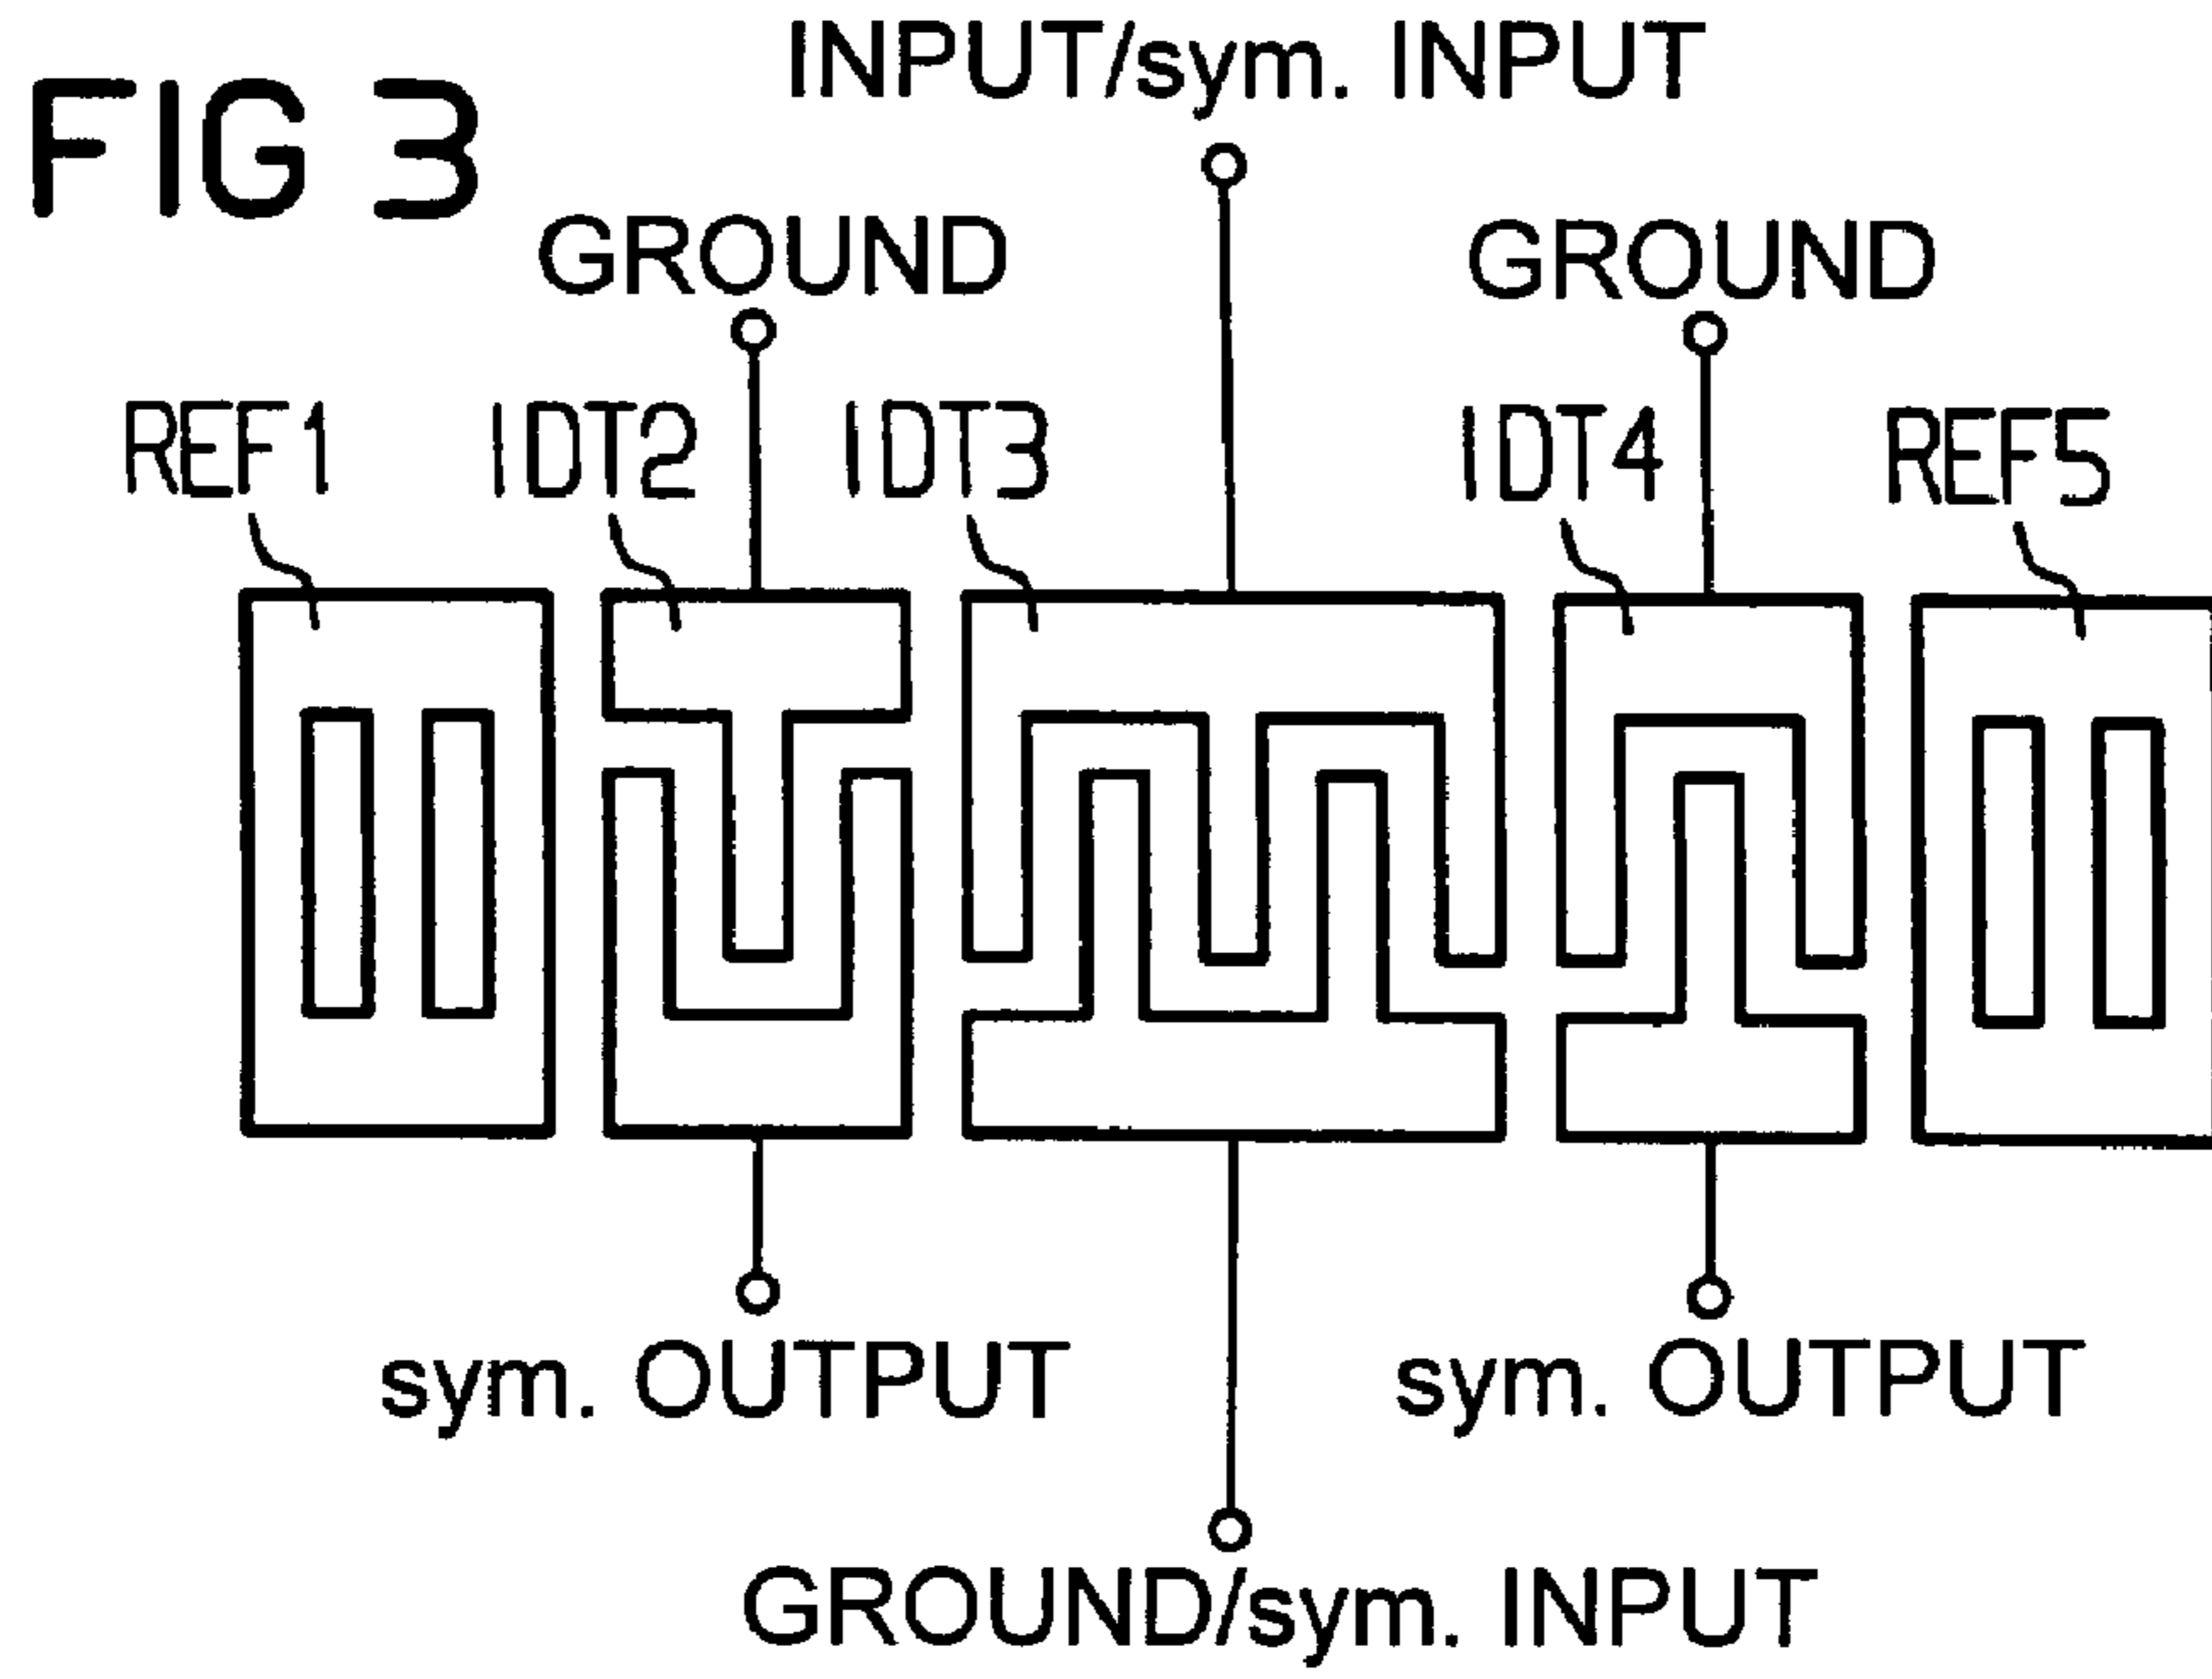 FIG 3
INPUT/sym. INPUT
GROUND
GROUND
REF1
IDT2
IDT3
IDT4
REF5
sym. OUTPUT
sym. OUTPUT
GROUND/sym. INPUT